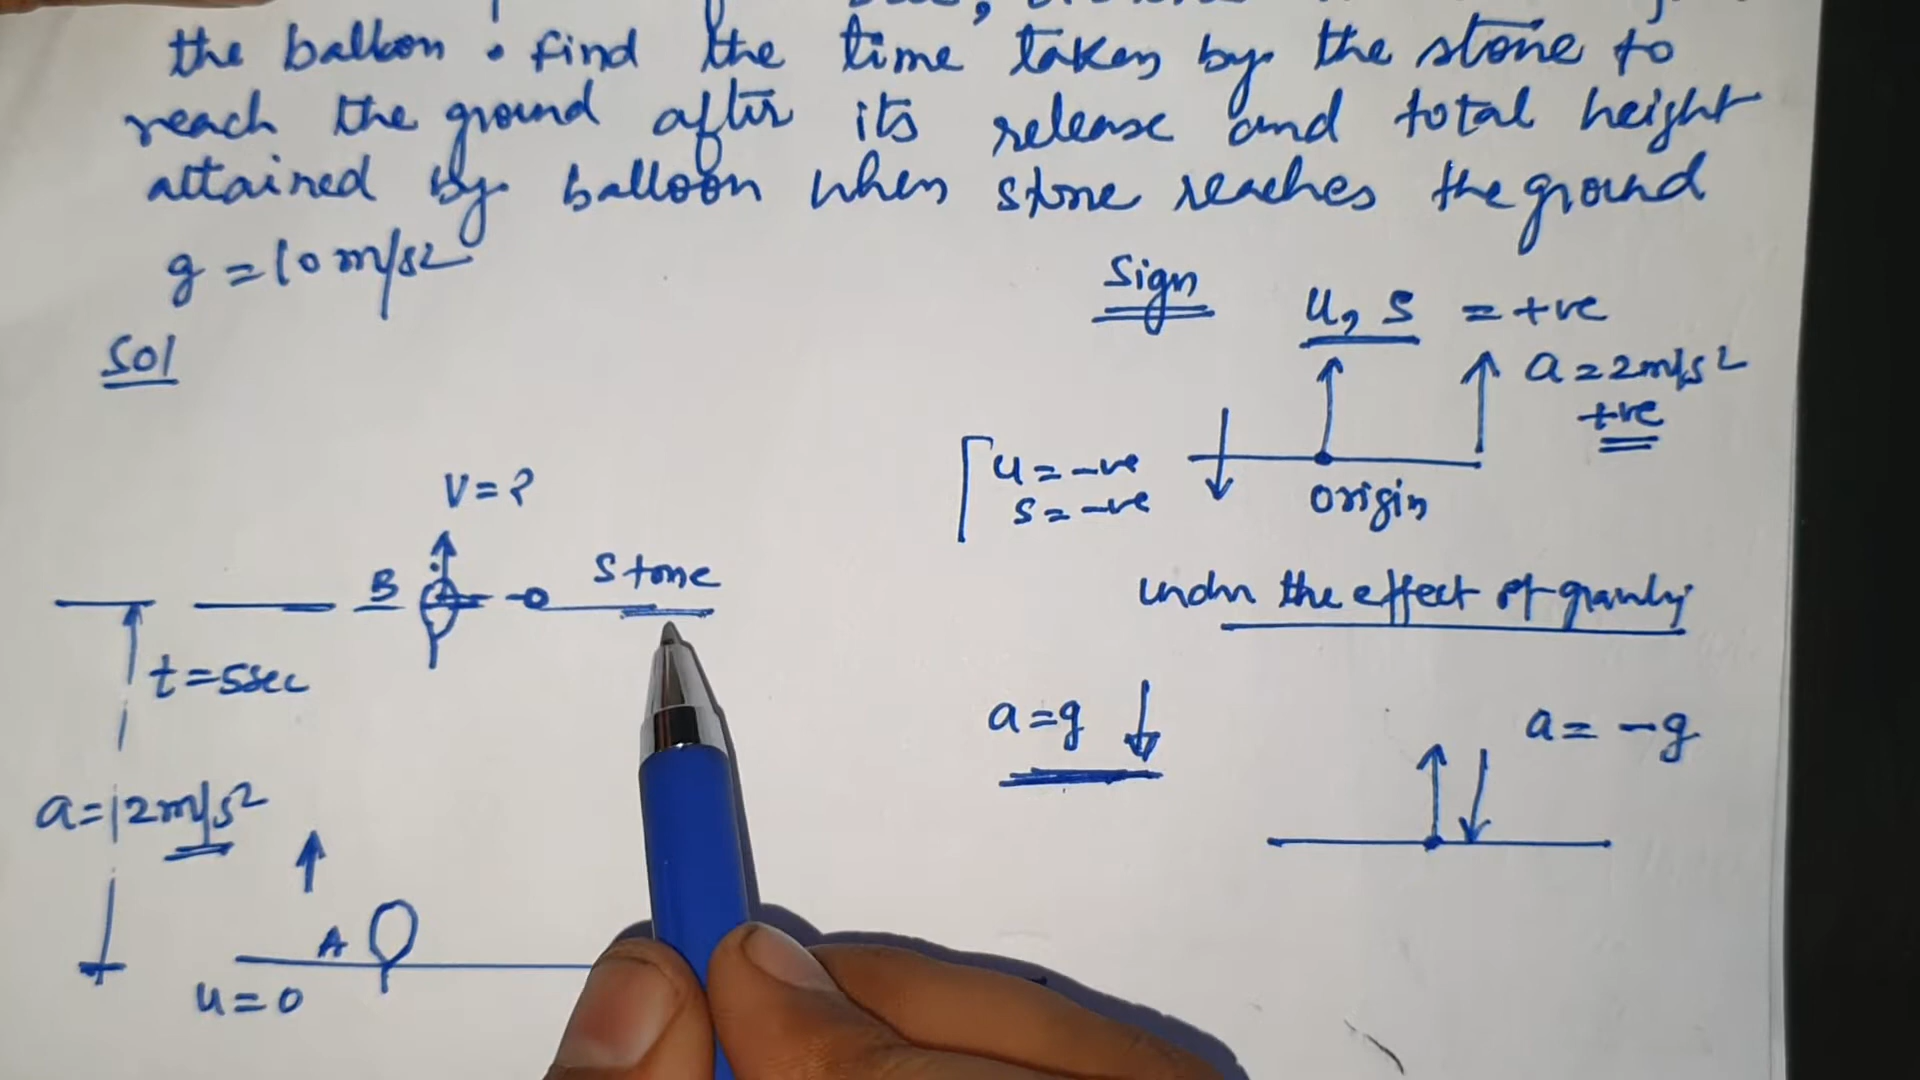 the balloon . find the time taken by the stone to
reach the ground after its release and total height
attained by balloon when stone reaches the ground
g = 10 m/s2
Sign
u, s = +ve
Sol
a = 2m/s2
+ve
u = -ve
s = -ve
origin
V = ?
B
Stone
under the effect of gravity
t = 5sec
a = g
a = -g
a = 2m/s2
A
u = 0